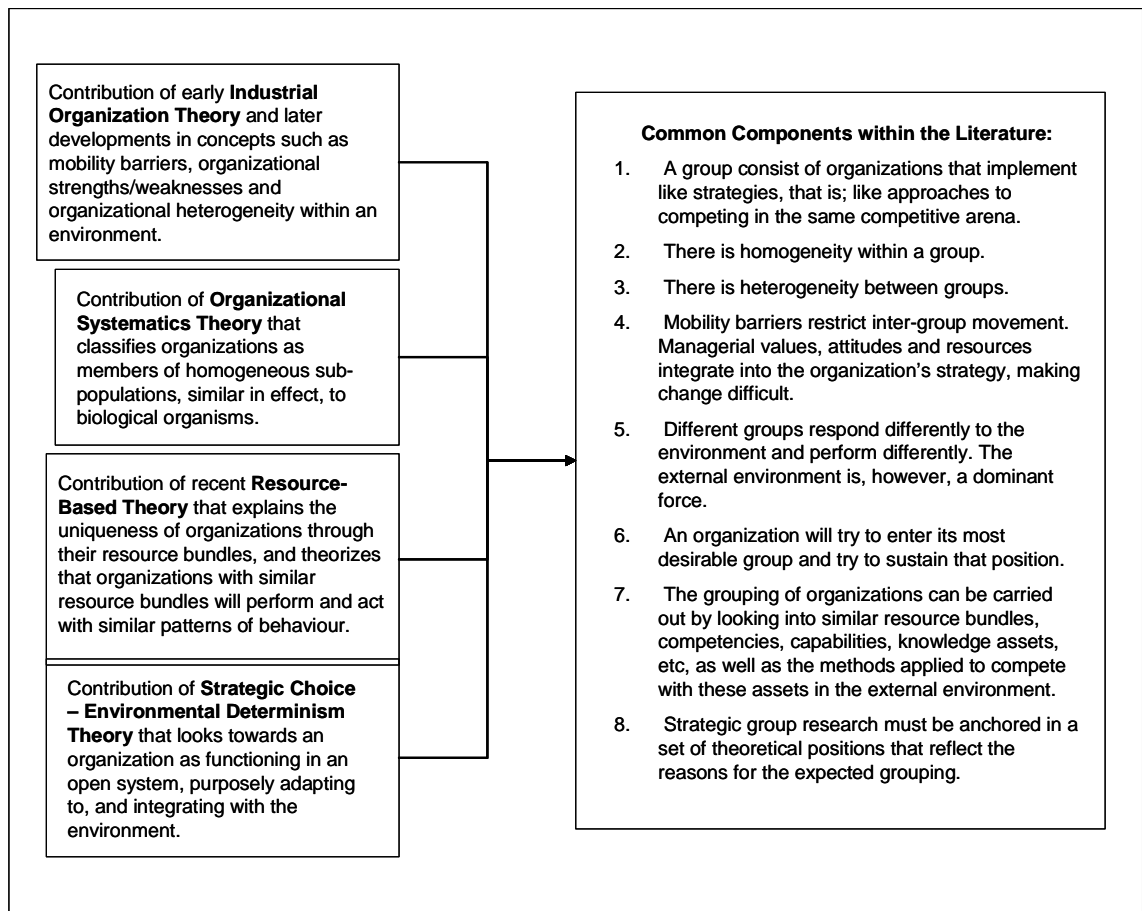 Contribution of early Industrial
Organization Theory and later
developments in concepts such as
mobility barriers, organizational
strengths/weaknesses and
organizational heterogeneity within an
environment.
Contribution of Organizational
Systematics Theory that
classifies organizations as
members of homogeneous sub-
populations, similar in effect, to
biological organisms.
Contribution of recent Resource-
Based Theory that explains the
uniqueness of organizations through
their resource bundles, and theorizes
that organizations with similar
resource bundles will perform and act
with similar patterns of behaviour.
Contribution of Strategic Choice
– Environmental Determinism
Theory that looks towards an
organization as functioning in an
open system, purposely adapting
to, and integrating with the
environment.
Common Components within the Literature:
1. A group consist of organizations that implement
like strategies, that is; like approaches to
competing in the same competitive arena.
2. There is homogeneity within a group.
3. There is heterogeneity between groups.
4. Mobility barriers restrict inter-group movement.
Managerial values, attitudes and resources
integrate into the organization's strategy, making
change difficult.
5. Different groups respond differently to the
environment and perform differently. The
external environment is, however, a dominant
force.
6. An organization will try to enter its most
desirable group and try to sustain that position.
7. The grouping of organizations can be carried
out by looking into similar resource bundles,
competencies, capabilities, knowledge assets,
etc, as well as the methods applied to compete
with these assets in the external environment.
8. Strategic group research must be anchored in a
set of theoretical positions that reflect the
reasons for the expected grouping.